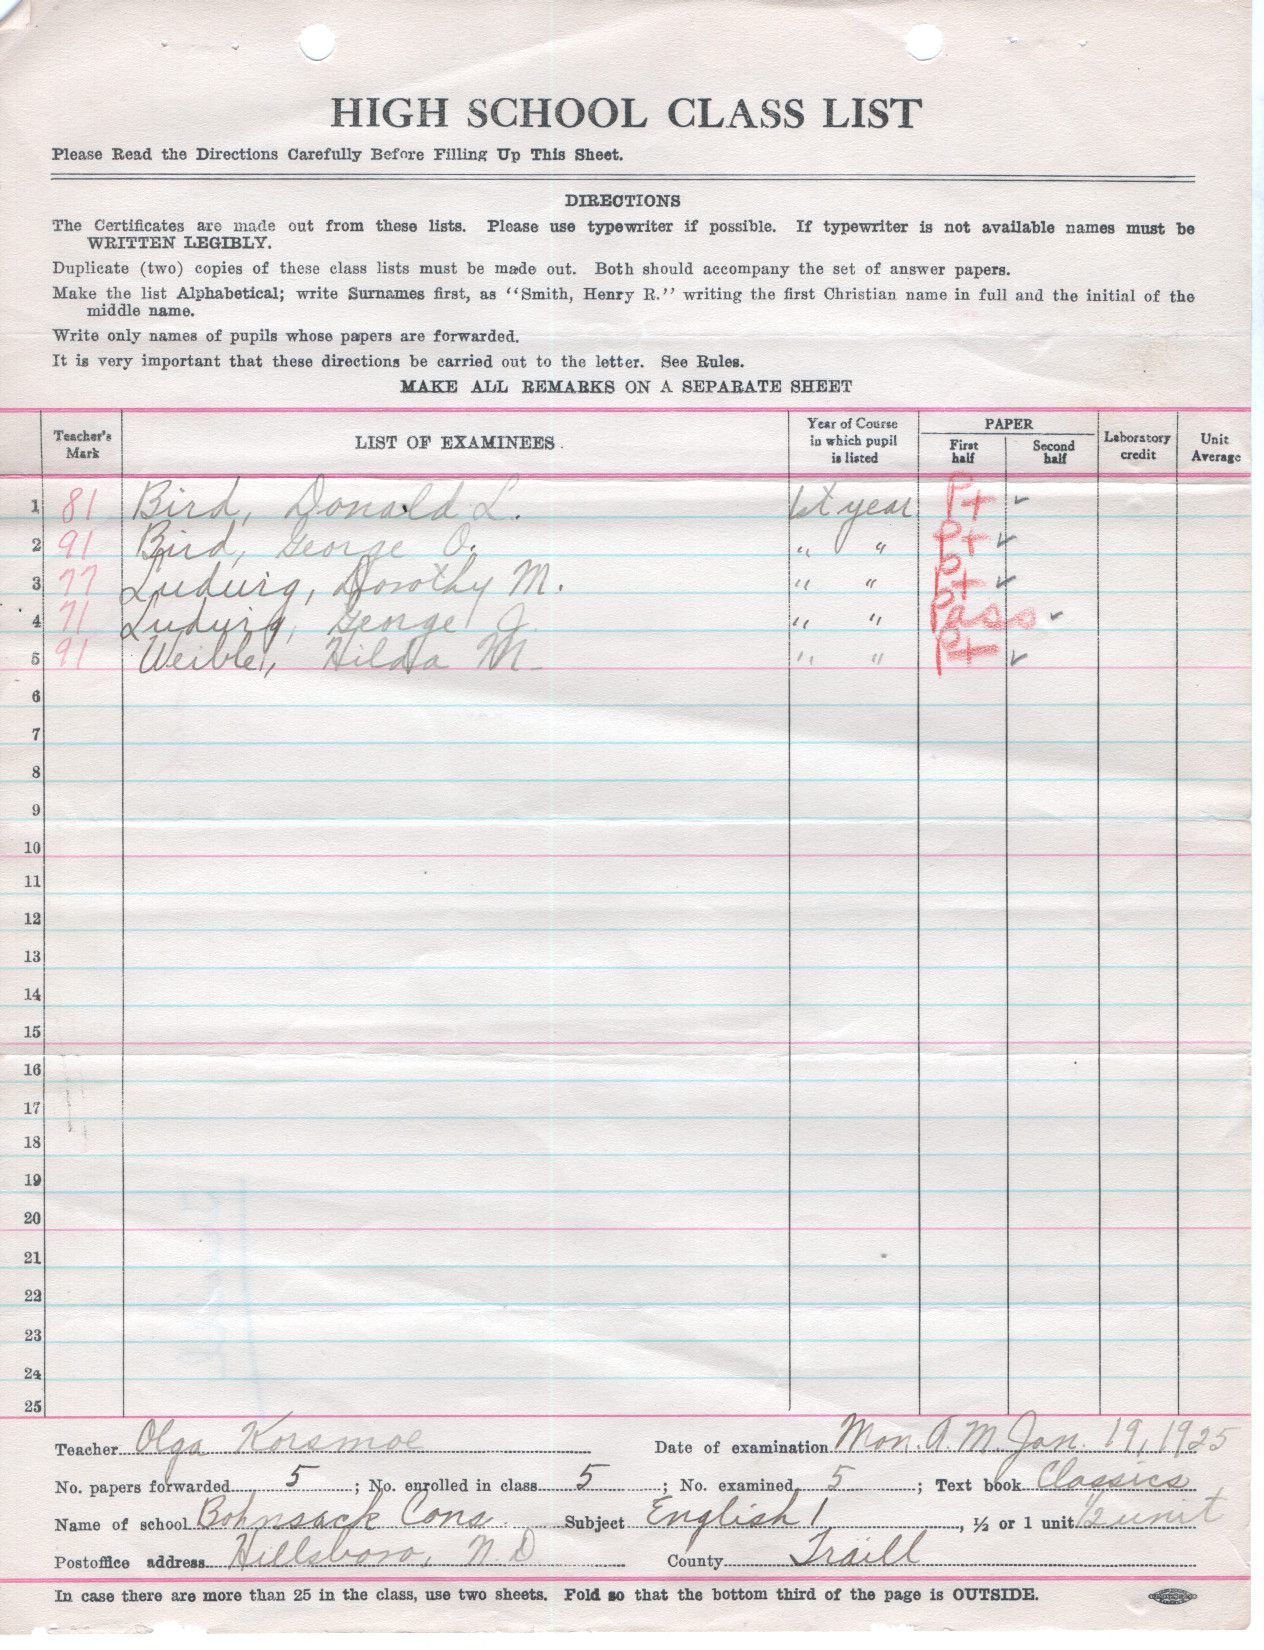 HIGH SCHOOL CLASS LIST
Please Read the Directions Carefully Before Filling Up This Sheet.
DIRECTIONS
The Certificates are made out from these lists. Please use typewriter if possible. If typewriter is not available names must be
WRITTEN LEGIBLY.
Duplicate (two) copies of these class lists must be made out. Both should accompany the set of answer papers.
Make the list Alphabetical; write Surnames first, as "Smith, Henry R." writing the first Christian name in full and the initial of the
middle name.
Write only names of pupils whose papers are forwarded.
It is very important that these directions be carried out to the letter. See Rules.
MAKE ALL REMARKS ON A SEPARATE SHEET
Teacher's Mark LIST OF EXAMINEES. Year of Course in which pupil is listed PAPER First half Second half Laboratory credit Unit Average
1 81 Bird, Donald L. 1st year P+ ✓
2 91 Bird, George O. " " P+ ✓
3 77 Ludwig, Dorothy M. " " P+ ✓
4 71 Ludwig, George J. " " Pass ✓
5 91 Weible, Hilda M. " " P+ ✓
6
7
8
9
10
11
12
13
14
15
16
17
18
19
20
21
22
23
24
25
Teacher Olga Korsmoe Date of examination Mon. A.M. Jan. 19, 1925
No. papers forwarded 5; No. enrolled in class 5; No. examined 5; Text book Classics
Name of school Bohnsack Cons. Subject English 1, ½ or 1 unit ½ unit
Postoffice address Hillsboro, N.D County Traill
In case there are more than 25 in the class, use two sheets. Fold so that the bottom third of the page is OUTSIDE.